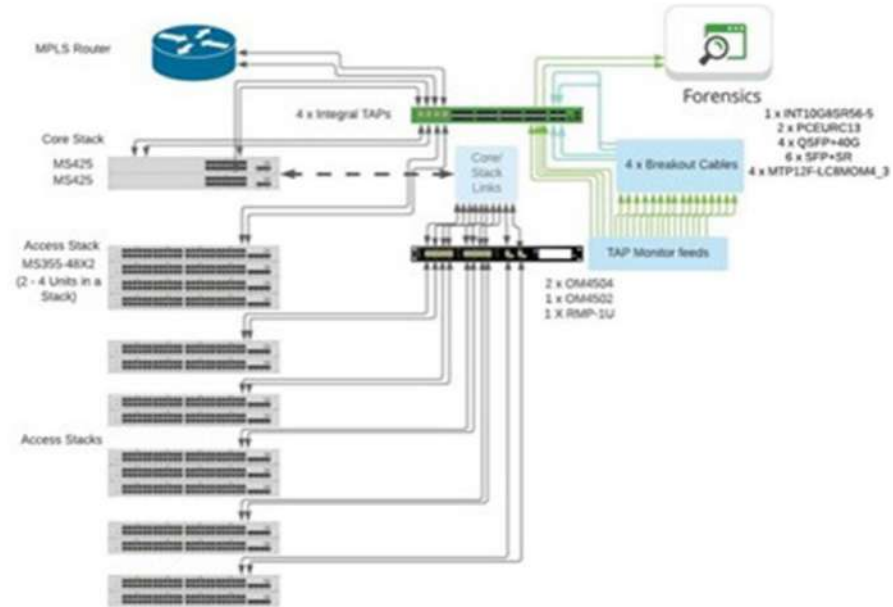 MPLS Router
4 x Integral TAPs
Forensics
1 x INT10G8SR56-5
2 x PCEURC13
4 x QSFP+40G
6 x SFP+SR
4 x MTP12F-LC8MOM4_3
Core Stack
MS425
MS425
Core/
Stack
Links
4 x Breakout Cables
TAP Monitor feeds
Access Stack
MS355-48X2
(2 - 4 Units in a
Stack)
2 x OM4504
1 x OM4502
1 X RMP-1U
Access Stacks